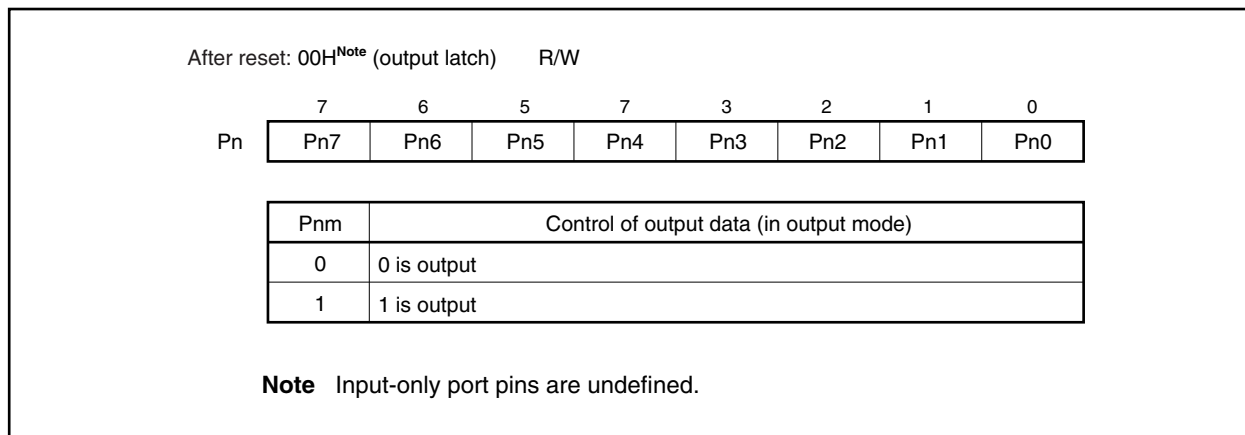 After reset: 00HNote (output latch) R/W
7 6 5 7 3 2 1 0
Pn Pn7 Pn6 Pn5 Pn4 Pn3 Pn2 Pn1 Pn0
Pnm Control of output data (in output mode)
0 0 is output
1 1 is output
Note Input-only port pins are undefined.